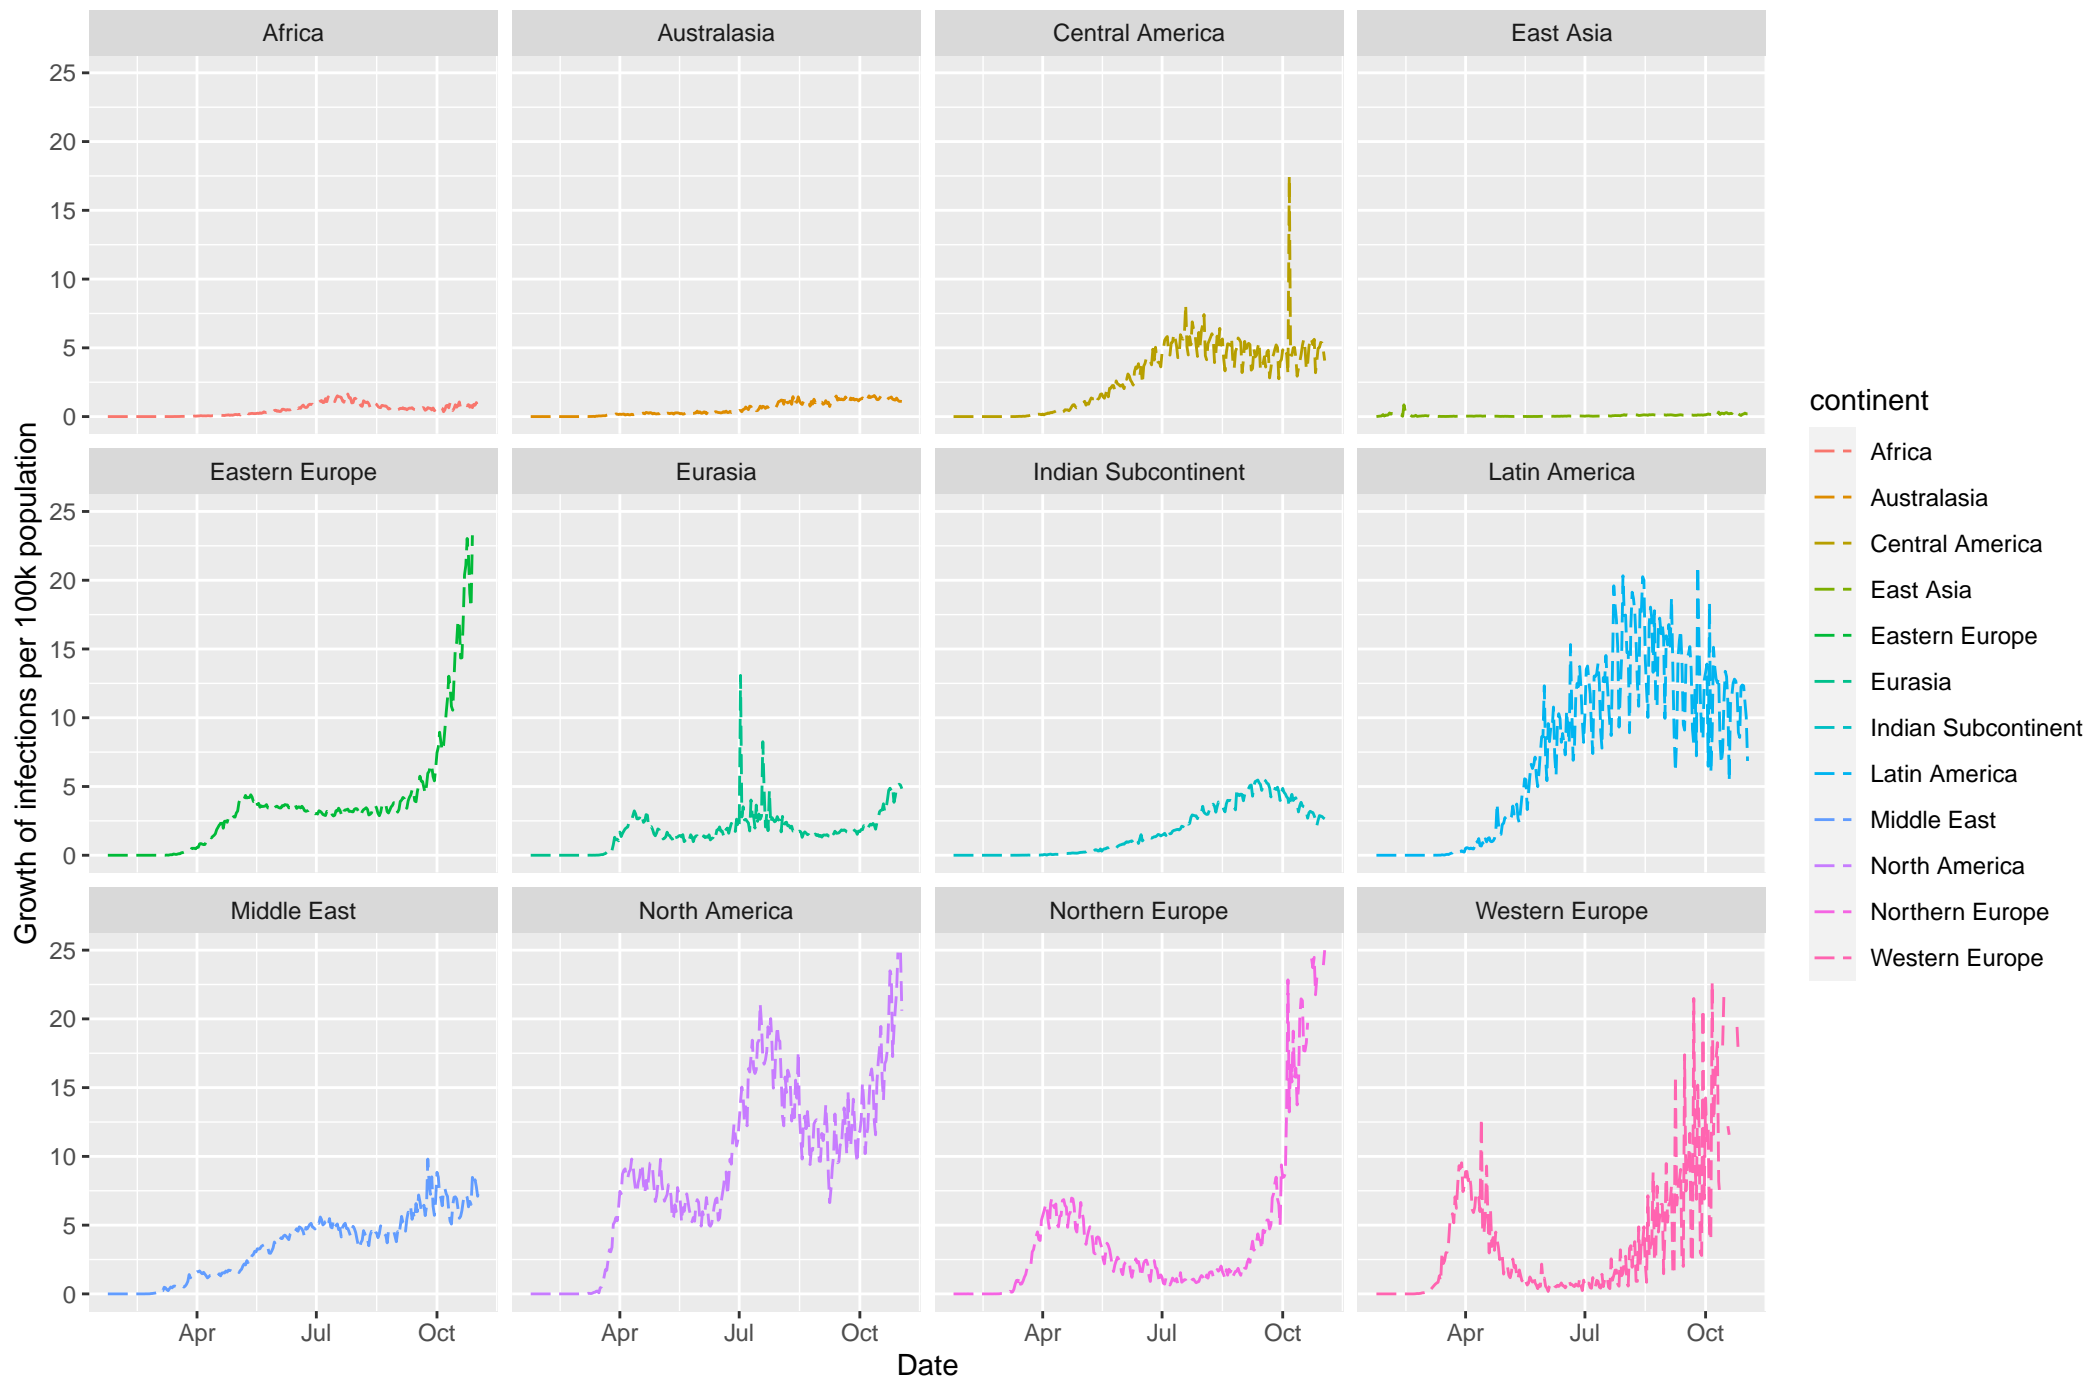 Africa
Australasia
Central America
East Asia
25
20
15
10
5
0
Eastern Europe
Eurasia
Indian Subcontinent
Latin America
25
20
15
10
5
0
Middle East
North America
Northern Europe
Western Europe
25
20
15
10
5
0
Apr Jul Oct
Apr Jul Oct
Apr Jul Oct
Apr Jul Oct
Date
Growth of infections per 100k population
continent
Africa
Australasia
Central America
East Asia
Eastern Europe
Eurasia
Indian Subcontinent
Latin America
Middle East
North America
Northern Europe
Western Europe